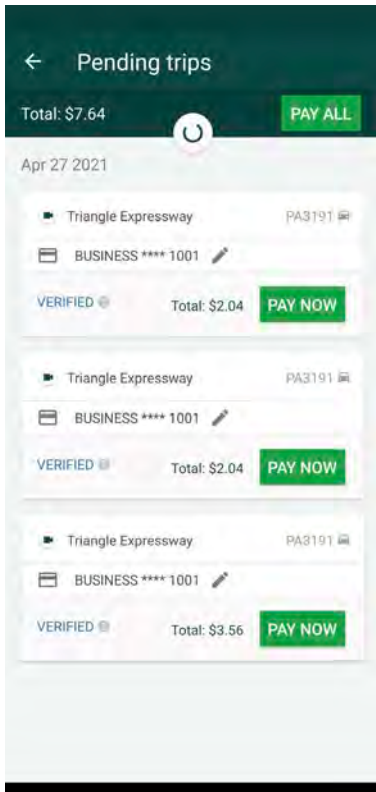 Pending trips
Total: $7.64 PAY ALL
Apr 27 2021
Triangle Expressway PA3191
BUSINESS **** 1001
VERIFIED Total: $2.04 PAY NOW
Triangle Expressway PA3191
BUSINESS **** 1001
VERIFIED Total: $2.04 PAY NOW
Triangle Expressway PA3191
BUSINESS **** 1001
VERIFIED Total: $3.56 PAY NOW